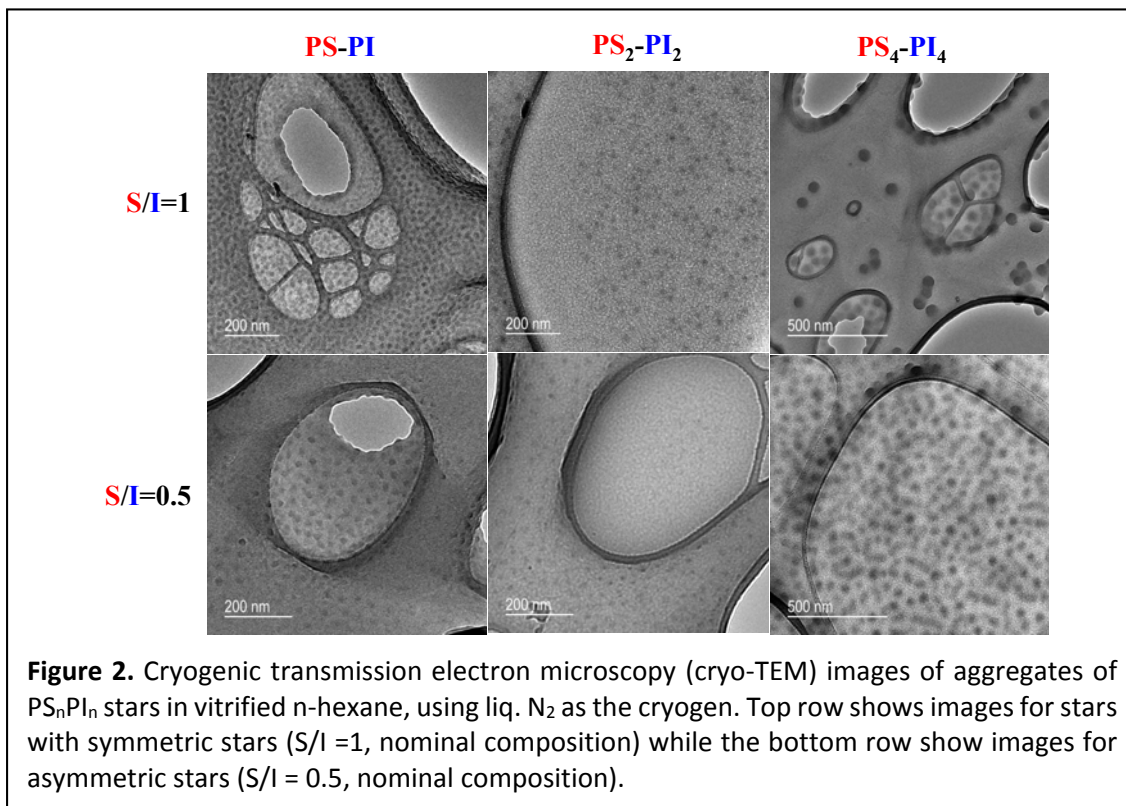 PS-PI PS₂-PI₂ PS₄-PI₄
S/I=1
200 nm 200 nm 500 nm
S/I=0.5
200 nm 200 nm 500 nm
Figure 2. Cryogenic transmission electron microscopy (cryo-TEM) images of aggregates of
PSₙPIₙ stars in vitrified n-hexane, using liq. N₂ as the cryogen. Top row shows images for stars
with symmetric stars (S/I =1, nominal composition) while the bottom row show images for
asymmetric stars (S/I = 0.5, nominal composition).